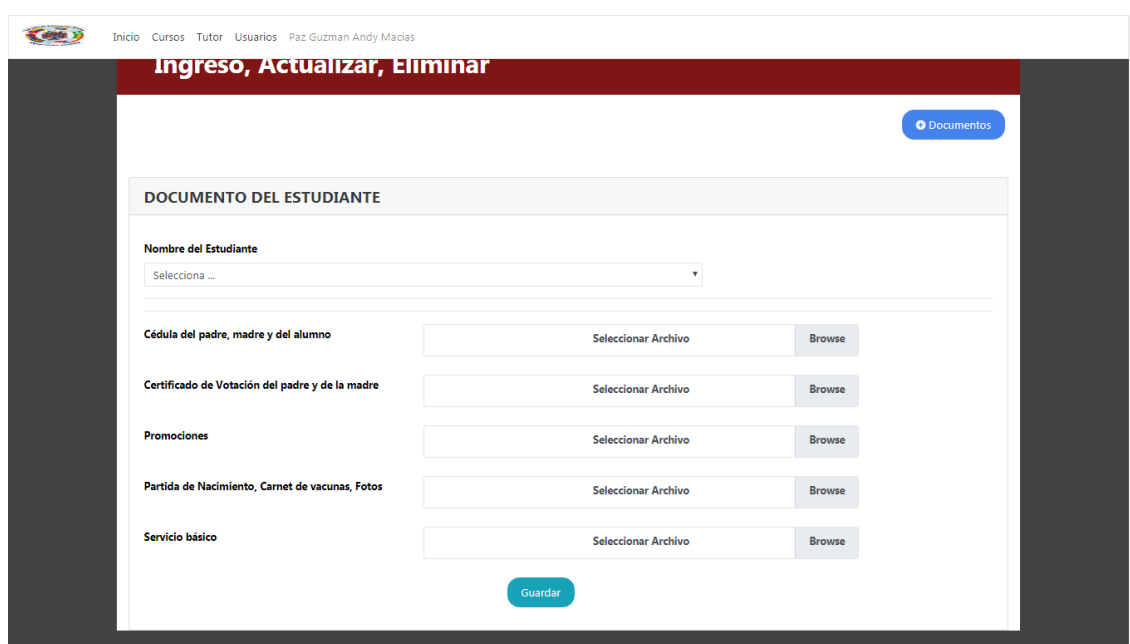 Inicio Cursos Tutor Usuarios Paz Guzman Andy Macias
Ingreso, Actualizar, Eliminar
Documentos
DOCUMENTO DEL ESTUDIANTE
Nombre del Estudiante
Selecciona ...
Cédula del padre, madre y del alumno Seleccionar Archivo Browse
Certificado de Votación del padre y de la madre Seleccionar Archivo Browse
Promociones Seleccionar Archivo Browse
Partida de Nacimiento, Carnet de vacunas, Fotos Seleccionar Archivo Browse
Servicio básico Seleccionar Archivo Browse
Guardar